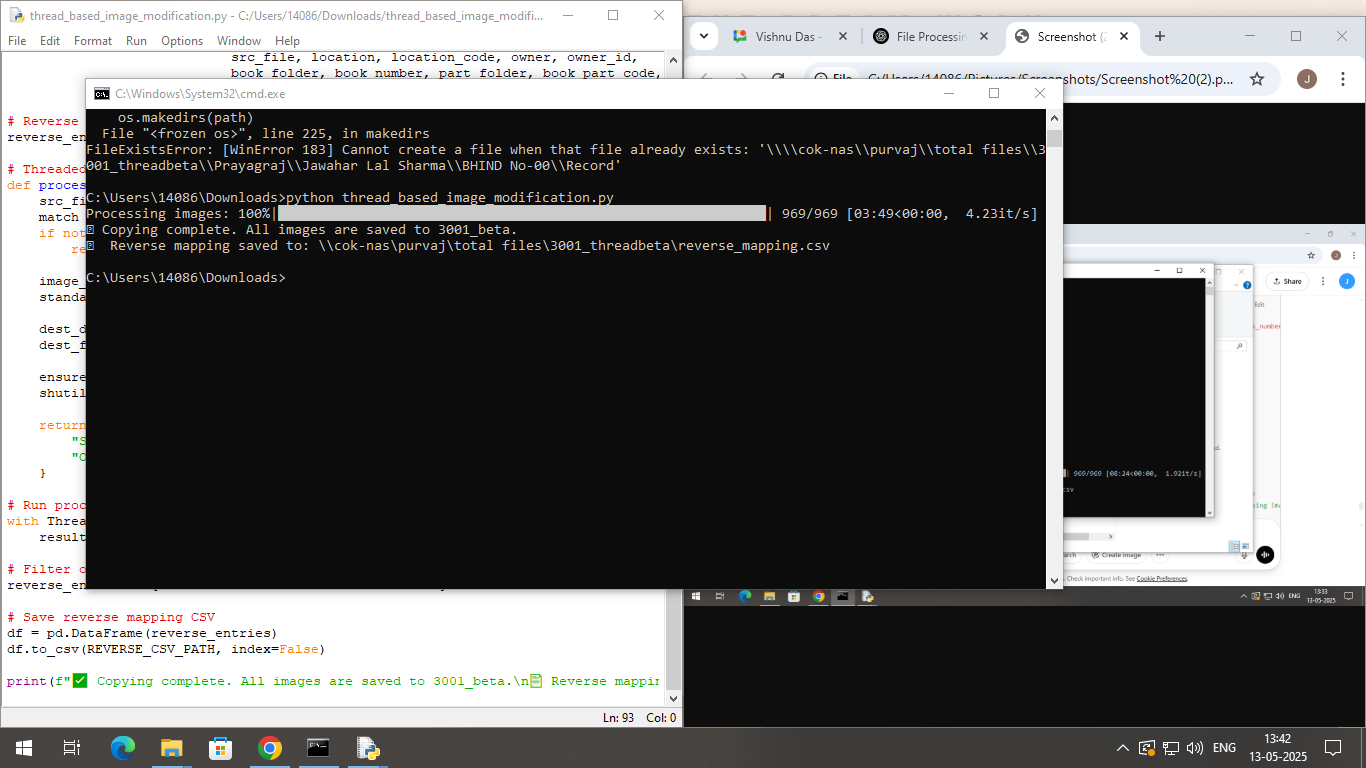 thread_based_image_modification.py - C:/Users/14086/Downloads/thread_based_image_modifi...
File Edit Format Run Options Window Help
src_file, location, location_code, owner, owner_id,
book_folder, book_number, part_folder, book_part_code,
# Reverse
reverse_en
# Threaded
def proces
src_fi
match
if not
re
image_
standa
dest_d
dest_f
ensure
shutil
return
"S
"O
}
# Run proc
with Threa
result
# Filter o
reverse_en
# Save reverse mapping CSV
df = pd.DataFrame(reverse_entries)
df.to_csv(REVERSE_CSV_PATH, index=False)
print(f"✅ Copying complete. All images are saved to 3001_beta.\n📄 Reverse mappin
Ln: 93 Col: 0
C:\Windows\System32\cmd.exe
os.makedirs(path)
File "<frozen os>", line 225, in makedirs
FileExistsError: [WinError 183] Cannot create a file when that file already exists: '\\\\cok-nas\\purvaj\\total files\\3
001_threadbeta\\Prayagraj\\Jawahar Lal Sharma\\BHIND No-00\\Record'
C:\Users\14086\Downloads>python thread_based_image_modification.py
Processing images: 100%| | 969/969 [03:49<00:00, 4.23it/s]
Copying complete. All images are saved to 3001_beta.
Reverse mapping saved to: \\cok-nas\purvaj\total files\3001_threadbeta\reverse_mapping.csv
C:\Users\14086\Downloads>
Vishnu Das -
File Processin
Screenshot (2
File
C:/Users/14086/Pictures/Screenshots/Screenshot%20(2).p...
J
Share
J
Edit
_number
| 969/969 [08:24<00:00, 1.92it/s]
csv
ing ima
arch
Create image
Check important info. See Cookie Preferences.
ENG
13:33
13-05-2025
ENG
13:42
13-05-2025